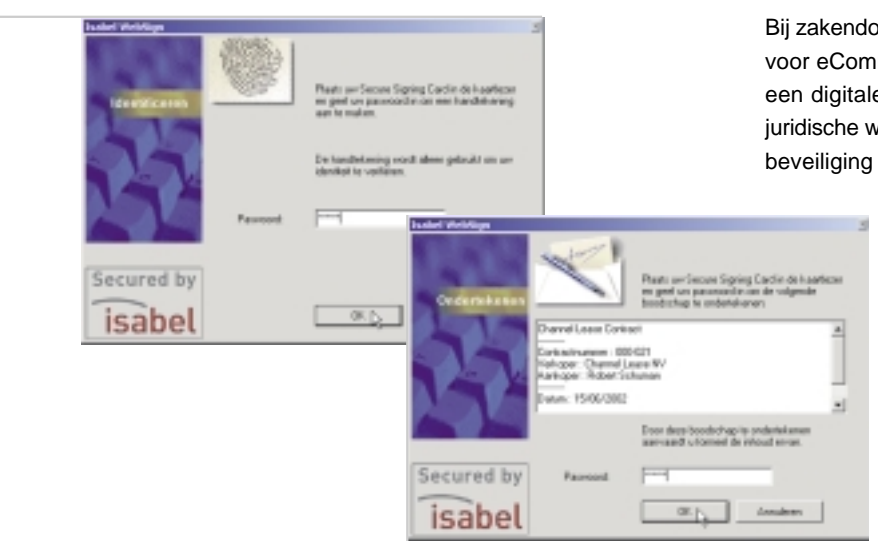 Isabel WebSign
Identificeren
Plaats uw Secure Signing Card in de kaartlezer
en geef uw paswoord in om een handtekening
aan te maken.
De handtekening wordt alleen gebruikt om uw
identiteit te verifiëren.
Paswoord:
OK
Secured by
isabel
Isabel WebSign
Ondertekenen
Plaats uw Secure Signing Card in de kaartlezer
en geef uw paswoord in om de volgende
boodschap te ondertekenen:
Channel Lease Contract
Contractnummer : 000-021
Verkoper : Channel Lease NV
Aankoper : Robert Schuman
Datum : 15/06/2002
Door deze boodschap te ondertekenen
aanvaardt u formeel de inhoud ervan.
Paswoord:
OK
Annuleren
Secured by
isabel
Bij zakendo
voor eCom
een digitale
juridische w
beveiliging